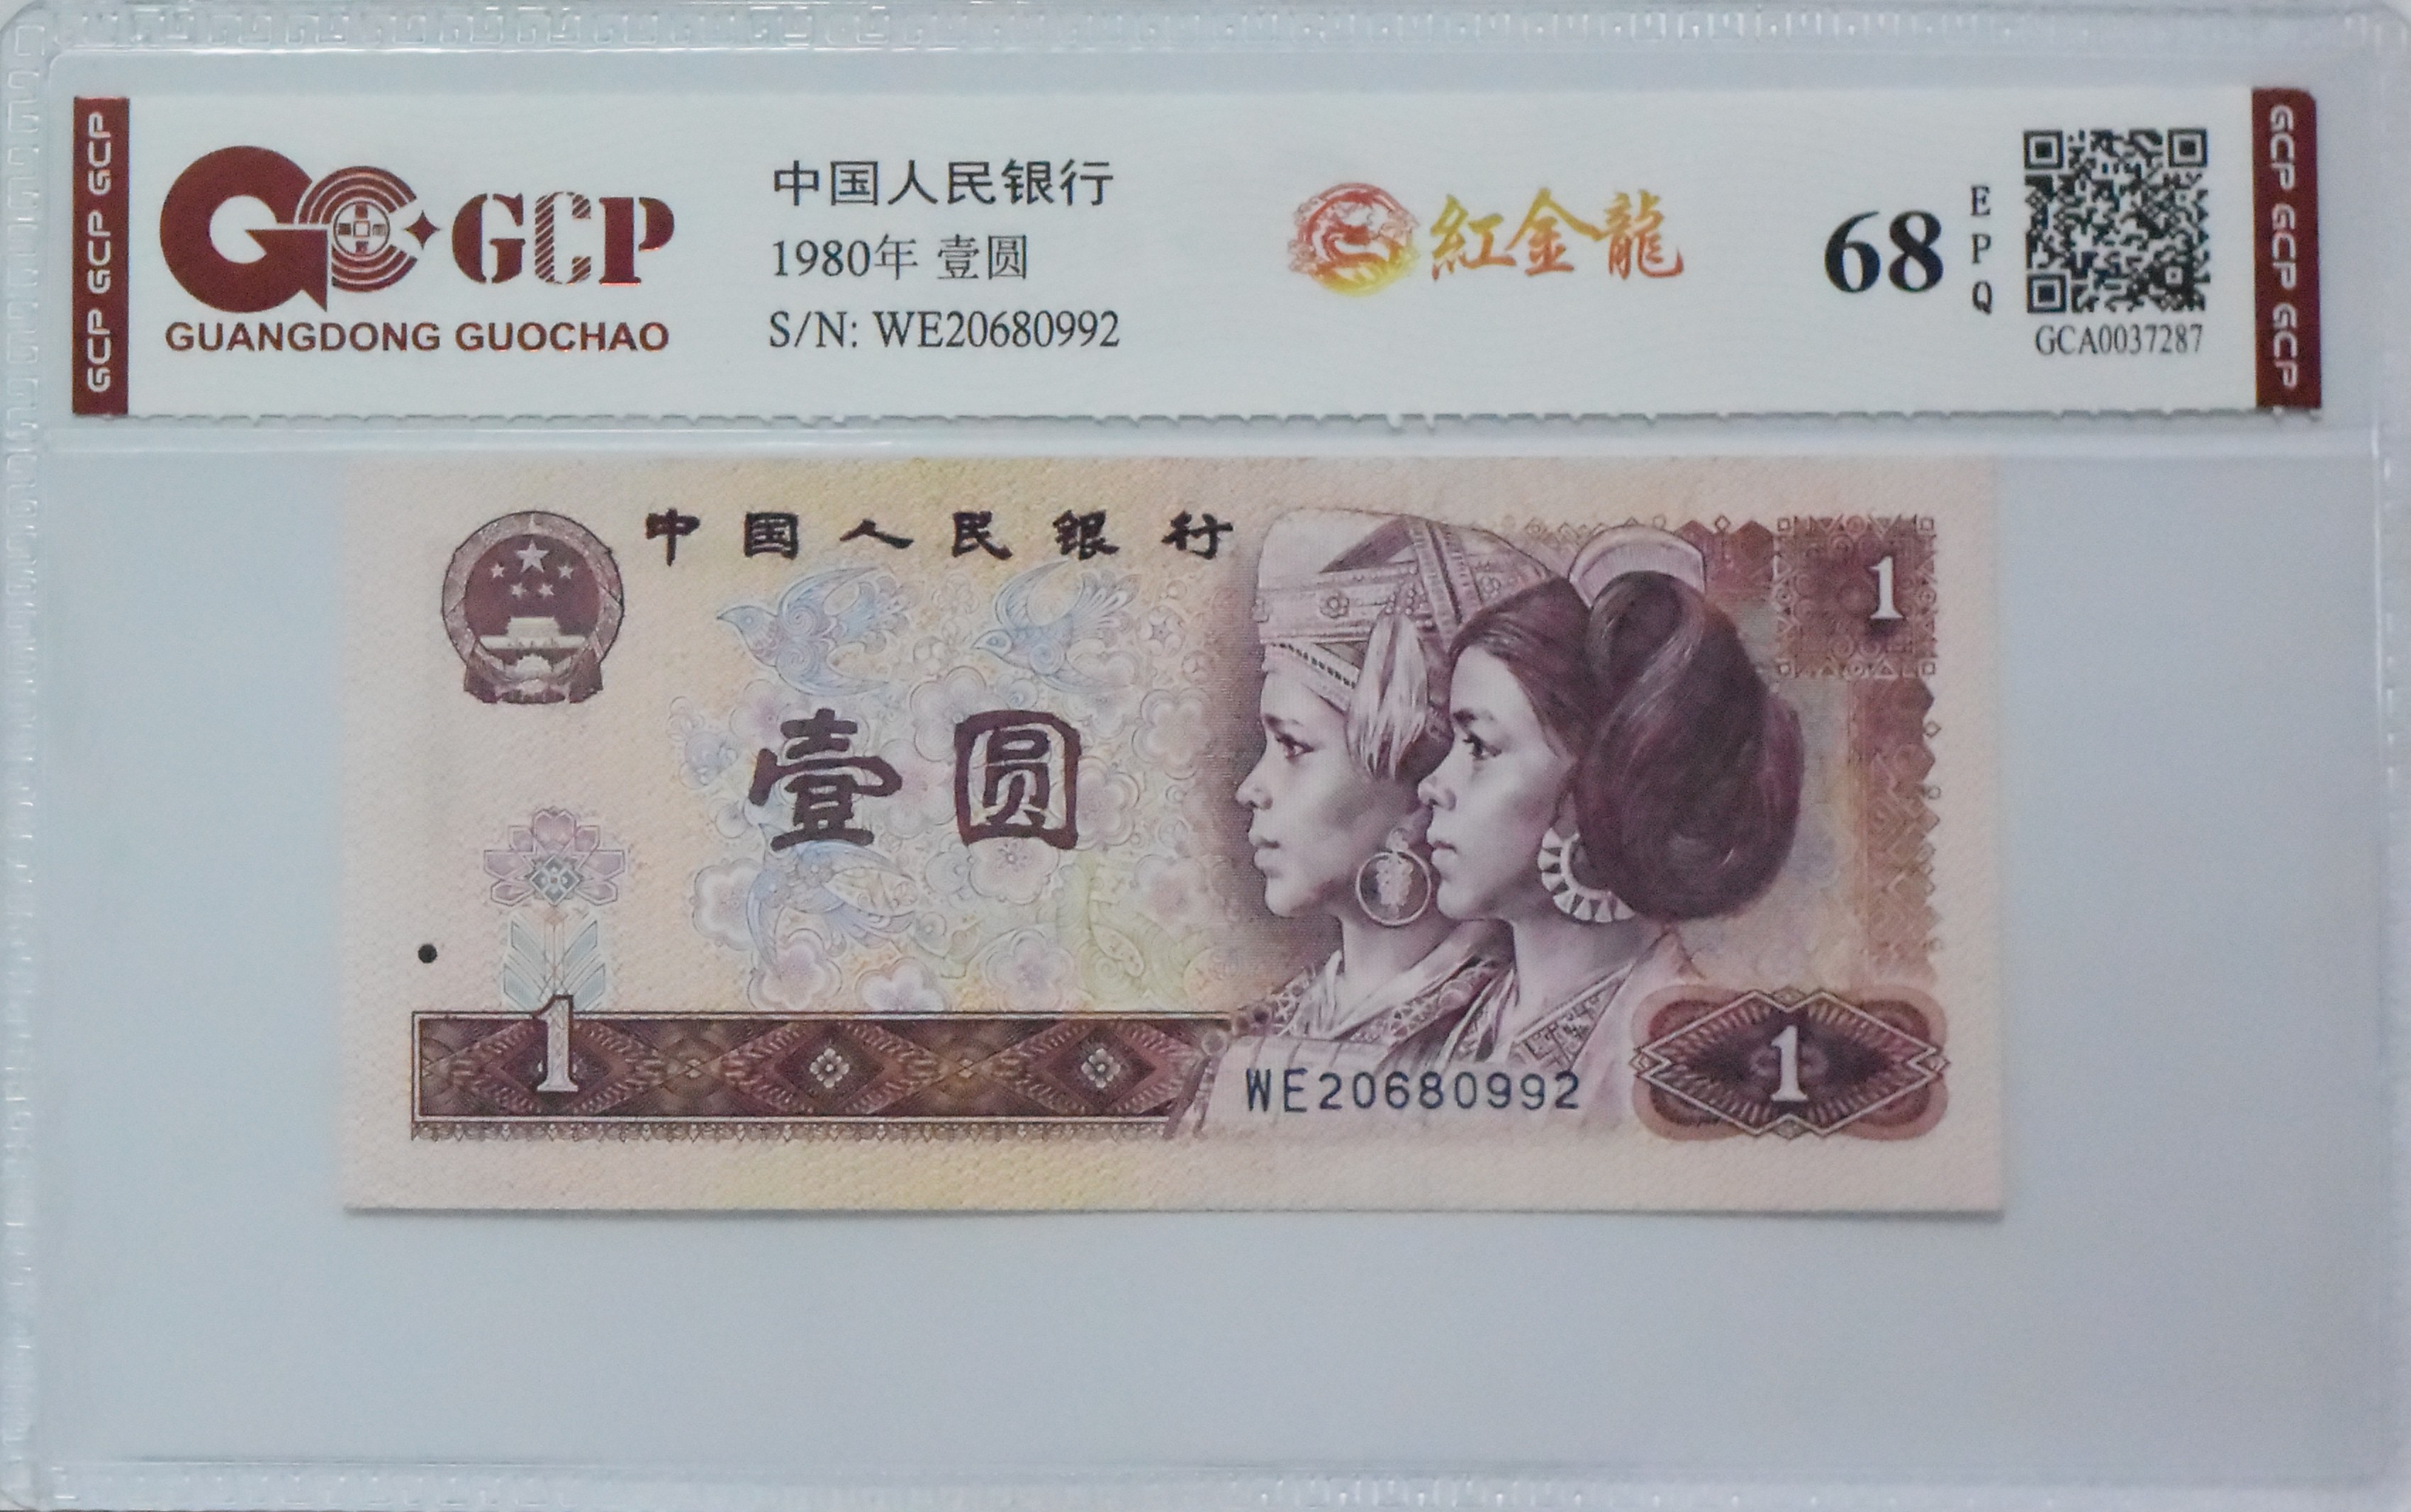 GCP GCP GCP
GCP
GUANGDONG GUOCHAO
中国人民银行
1980年 壹圆
S/N: WE20680992
紅金龍
68
E
P
Q
GCA0037287
GCP GCP GCP
中国人民银行
1
壹圆
1
WE20680992
1